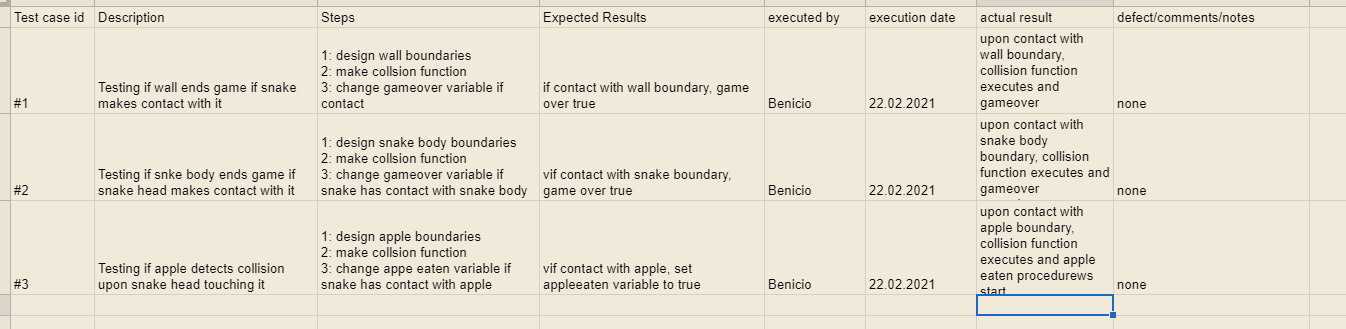 Test case id Description Steps Expected Results executed by execution date actual result defect/comments/notes
#1
Testing if wall ends game if snake
makes contact with it
1: design wall boundaries
2: make collsion function
3: change gameover variable if
contact
if contact with wall boundary, game
over true
Benicio
22.02.2021
upon contact with
wall boundary,
collision function
executes and
gameover
none
#2
Testing if snke body ends game if
snake head makes contact with it
1: design snake body boundaries
2: make collsion function
3: change gameover variable if
snake has contact with snake body
vif contact with snake boundary,
game over true
Benicio
22.02.2021
upon contact with
snake body
boundary, collision
function executes and
gameover
none
#3
Testing if apple detects collision
upon snake head touching it
1: design apple boundaries
2: make collsion function
3: change appe eaten variable if
snake has contact with apple
vif contact with apple, set
appleeaten variable to true
Benicio
22.02.2021
upon contact with
apple boundary,
collision function
executes and apple
eaten procedurews
start
none